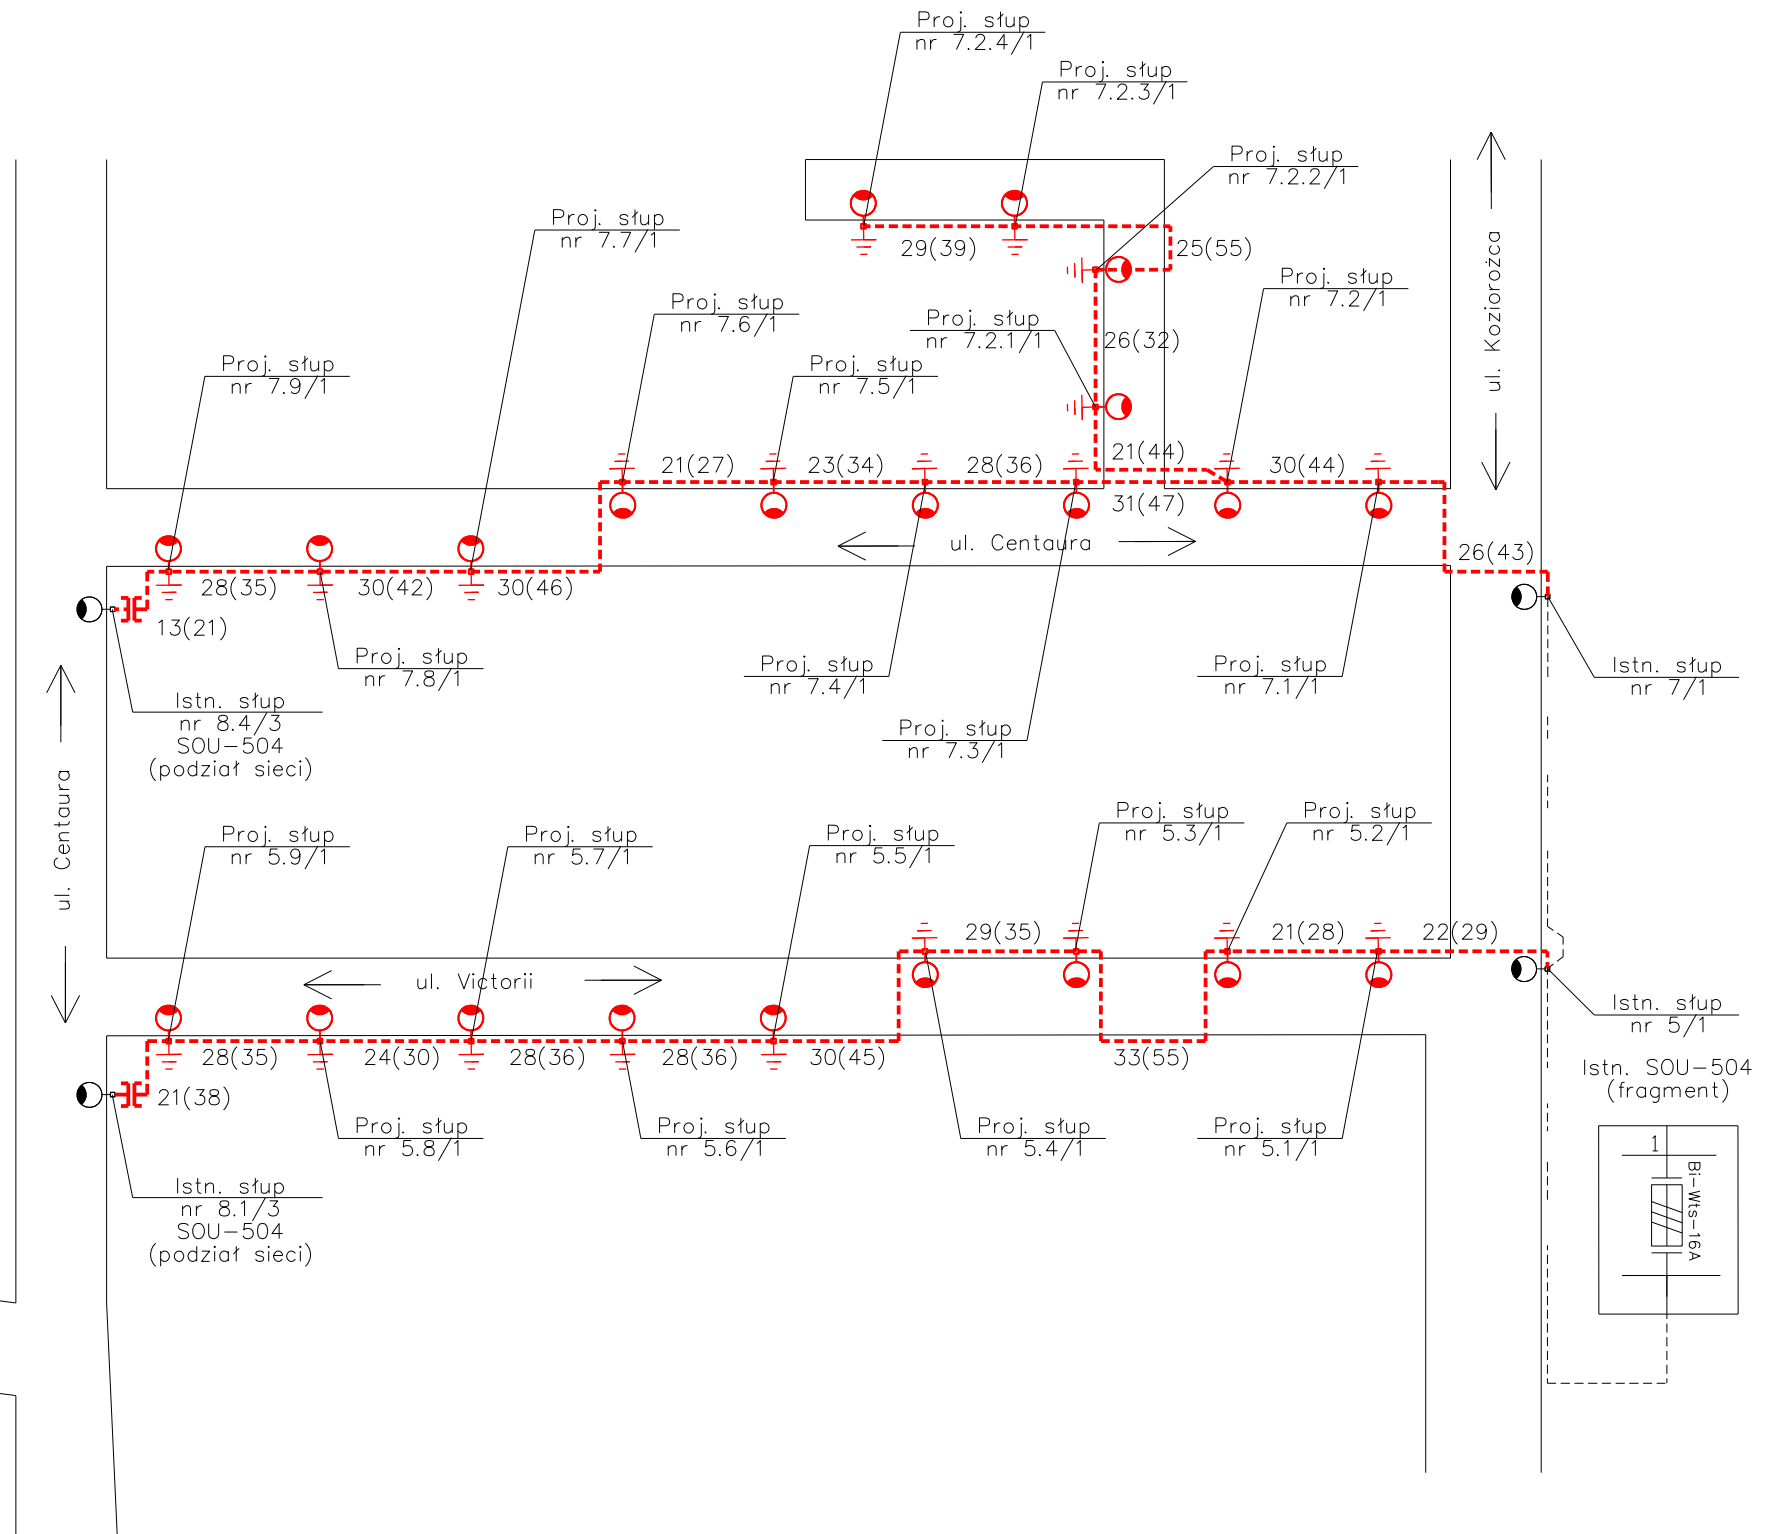 Proj. słup
nr 7.2.4/1
Proj. słup
nr 7.2.3/1
Proj. słup
nr 7.2.2/1
Proj. słup
nr 7.7/1
29(39)
25(55)
Proj. słup
nr 7.2/1
Proj. słup
nr 7.6/1
Proj. słup
nr 7.2.1/1
26(32)
ul. Koziorożca
Proj. słup
nr 7.9/1
Proj. słup
nr 7.5/1
21(27)
23(34)
28(36)
21(44)
30(44)
31(47)
ul. Centaura
26(43)
28(35)
30(42)
30(46)
13(21)
Proj. słup
nr 7.8/1
Proj. słup
nr 7.4/1
Proj. słup
nr 7.1/1
Istn. słup
nr 7/1
Istn. słup
nr 8.4/3
SOU-504
(podział sieci)
Proj. słup
nr 7.3/1
ul. Centaura
Proj. słup
nr 5.9/1
Proj. słup
nr 5.7/1
Proj. słup
nr 5.5/1
Proj. słup
nr 5.3/1
Proj. słup
nr 5.2/1
29(35)
21(28)
22(29)
ul. Victorii
Istn. słup
nr 5/1
28(35)
24(30)
28(36)
28(36)
30(45)
33(55)
21(38)
Istn. SOU-504
(fragment)
Proj. słup
nr 5.8/1
Proj. słup
nr 5.6/1
Proj. słup
nr 5.4/1
Proj. słup
nr 5.1/1
1
Bi-Wts-16A
Istn. słup
nr 8.1/3
SOU-504
(podział sieci)